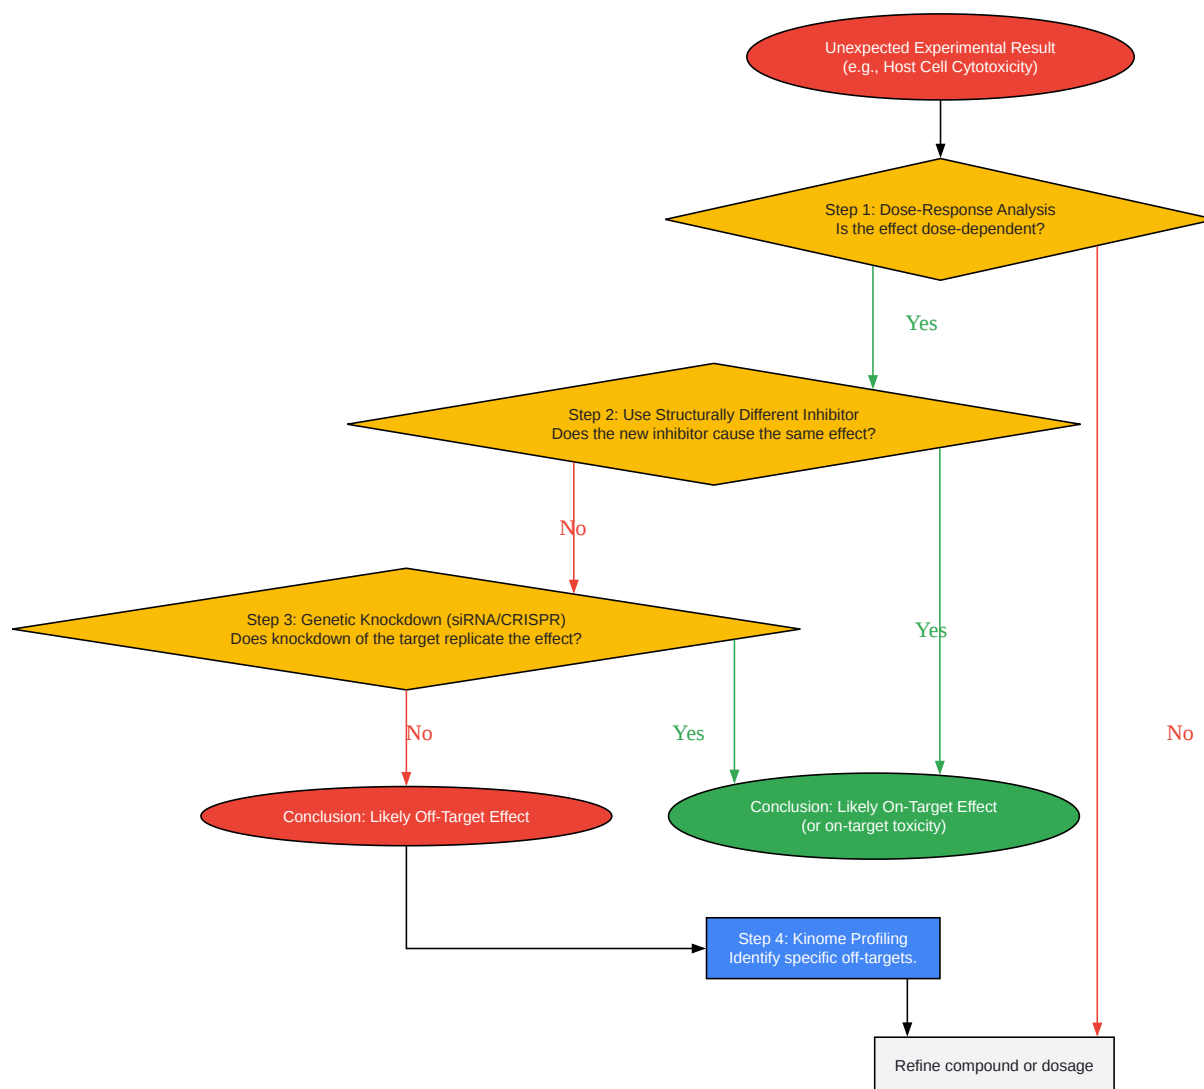 Unexpected Experimental Result
(e.g., Host Cell Cytotoxicity)
Step 1: Dose-Response Analysis
Is the effect dose-dependent?
Yes
Step 2: Use Structurally Different Inhibitor
Does the new inhibitor cause the same effect?
No
Step 3: Genetic Knockdown (siRNA/CRISPR)
Does knockdown of the target replicate the effect?
Yes
No
Yes
No
Conclusion: Likely Off-Target Effect
Conclusion: Likely On-Target Effect
(or on-target toxicity)
Step 4: Kinome Profiling
Identify specific off-targets.
Refine compound or dosage